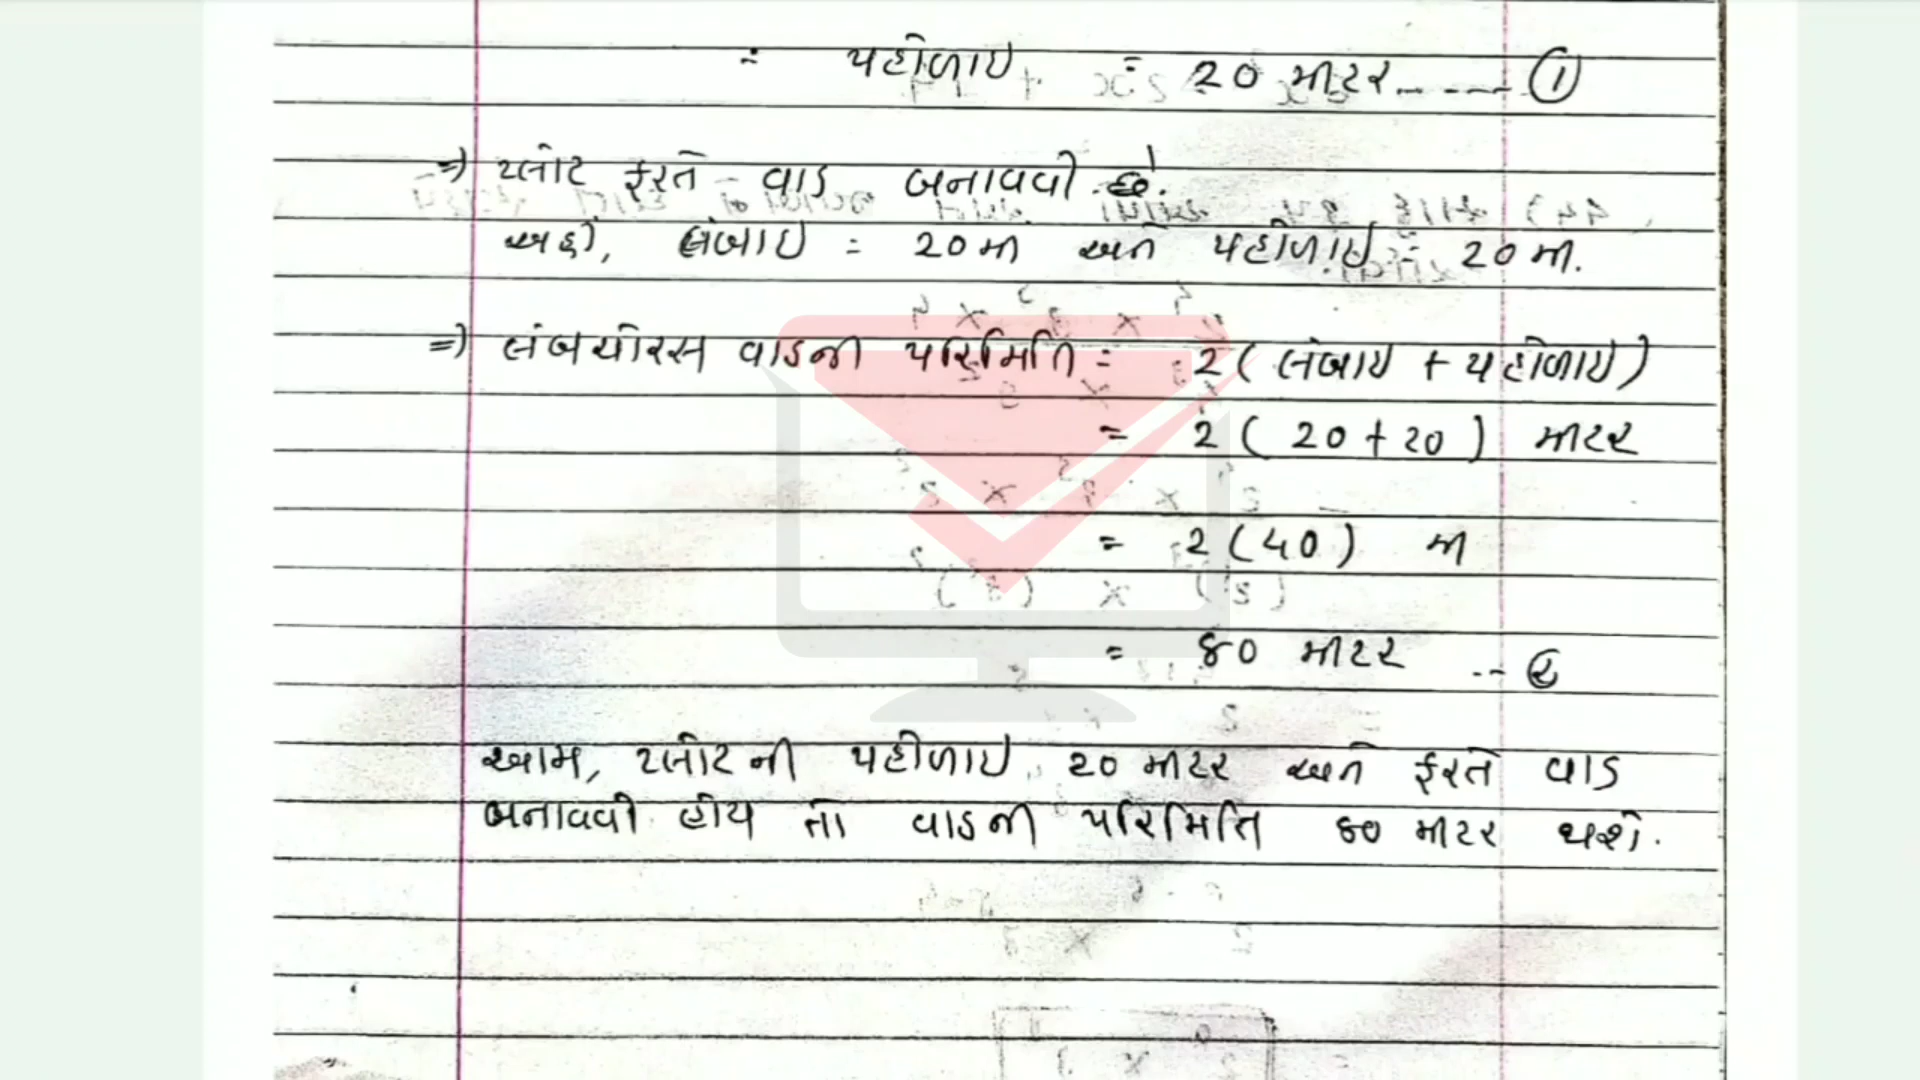 ∴ પહોળાઇ = 20 મીટર ----- ①
⇒ પ્લોટ ફરતે વાડ બનાવવી છે.
અહીં, લંબાઇ = 20 મી અને પહોળાઇ = 20 મી.
⇒ લંબચોરસ વાડની પરિમિતિ = 2 ( લંબાઇ + પહોળાઇ )
= 2 ( 20 + 20 ) મીટર
= 2 ( 40 ) મી
= 80 મીટર -- ②
આમ, પ્લોટની પહોળાઇ 20 મીટર અને ફરતે વાડ
બનાવવી હોય તો વાડની પરિમિતિ 80 મીટર થશે.